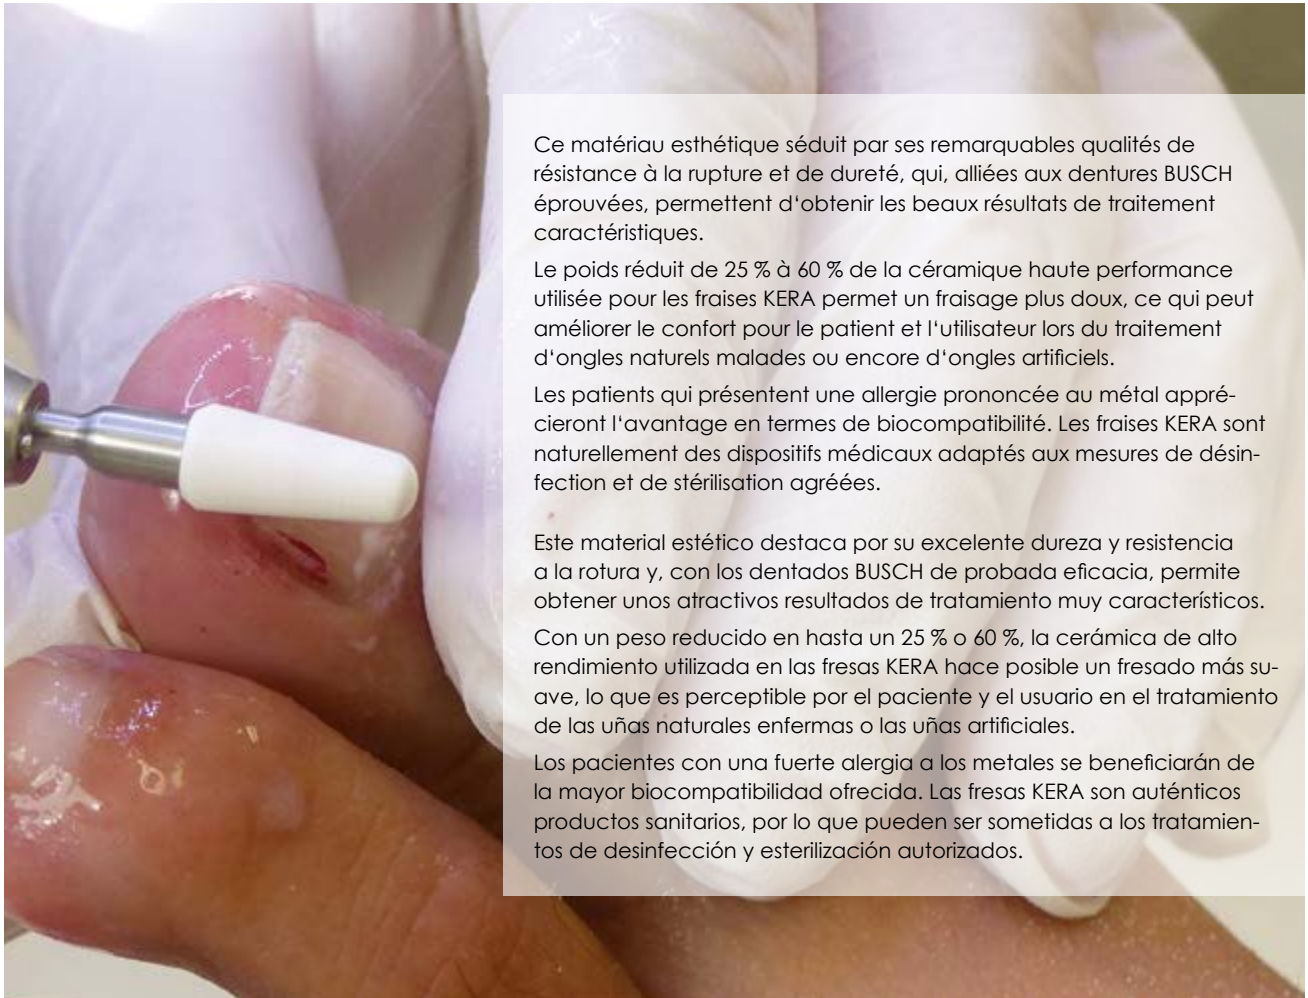 Ce matériau esthétique séduit par ses remarquables qualités de
résistance à la rupture et de dureté, qui, alliées aux dentures BUSCH
éprouvées, permettent d‘obtenir les beaux résultats de traitement
caractéristiques.
Le poids réduit de 25 % à 60 % de la céramique haute performance
utilisée pour les fraises KERA permet un fraisage plus doux, ce qui peut
améliorer le confort pour le patient et l‘utilisateur lors du traitement
d‘ongles naturels malades ou encore d‘ongles artificiels.
Les patients qui présentent une allergie prononcée au métal appré-
cieront l‘avantage en termes de biocompatibilité. Les fraises KERA sont
naturellement des dispositifs médicaux adaptés aux mesures de désin-
fection et de stérilisation agréées.
Este material estético destaca por su excelente dureza y resistencia
a la rotura y, con los dentados BUSCH de probada eficacia, permite
obtener unos atractivos resultados de tratamiento muy característicos.
Con un peso reducido en hasta un 25 % o 60 %, la cerámica de alto
rendimiento utilizada en las fresas KERA hace posible un fresado más su-
ave, lo que es perceptible por el paciente y el usuario en el tratamiento
de las uñas naturales enfermas o las uñas artificiales.
Los pacientes con una fuerte alergia a los metales se beneficiarán de
la mayor biocompatibilidad ofrecida. Las fresas KERA son auténticos
productos sanitarios, por lo que pueden ser sometidas a los tratamien-
tos de desinfección y esterilización autorizados.